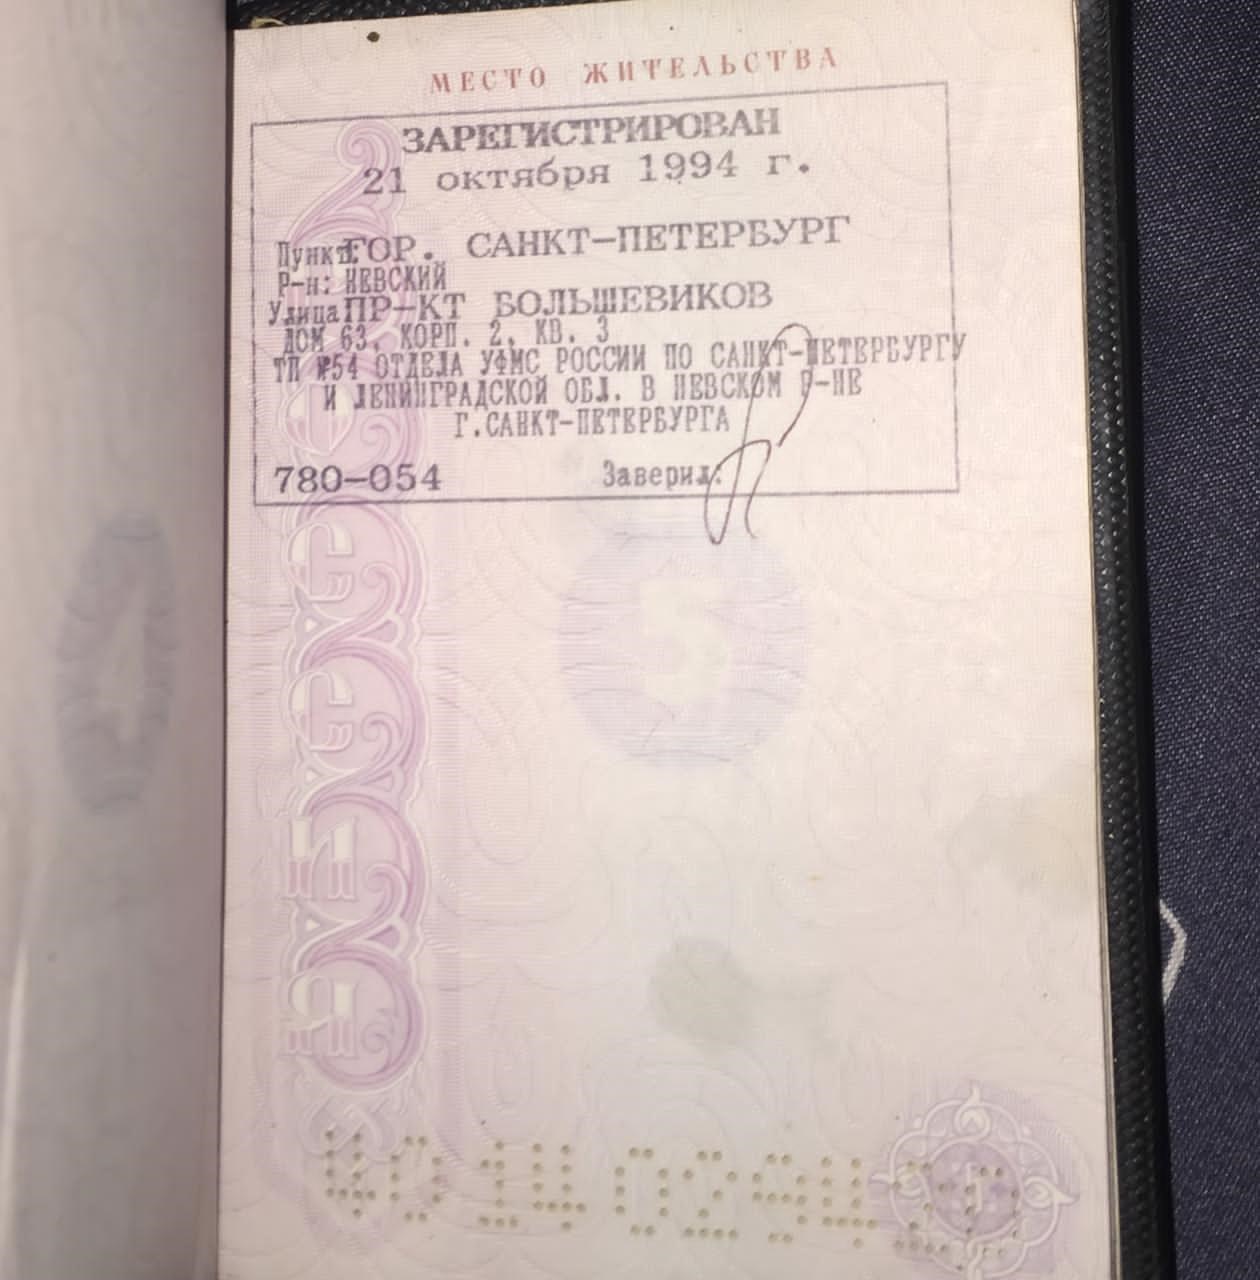 МЕСТО ЖИТЕЛЬСТВА
ЗАРЕГИСТРИРОВАН
21 октября 1994 г.
Пункт: ГОР. САНКТ-ПЕТЕРБУРГ
Р-н: НЕВСКИЙ
Улица ПР-КТ БОЛЬШЕВИКОВ
ДОМ 63, КОРП. 2, КВ. 3
ТП №54 ОТДЕЛА УФМС РОССИИ ПО САНКТ-ПЕТЕРБУРГУ
И ЛЕНИНГРАДСКОЙ ОБЛ. В НЕВСКОМ Р-НЕ
Г.САНКТ-ПЕТЕРБУРГА
780-054 Заверил:
5